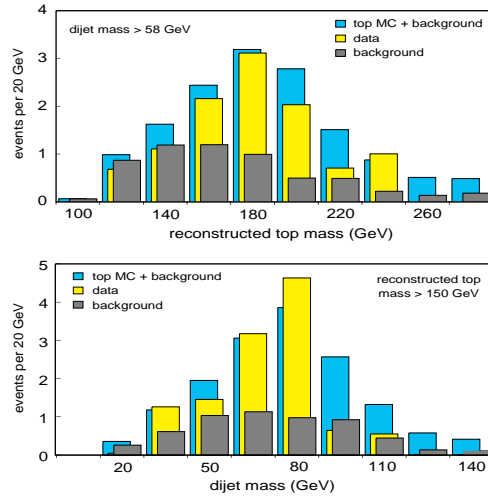 4
3
2
1
0
events per 20 GeV
dijet mass > 58 GeV
top MC + background
data
background
100 140 180 220 260
reconstructed top mass (GeV)
5
4
3
2
1
0
events per 20 GeV
top MC + background
data
background
reconstructed top
mass > 150 GeV
20 50 80 110 140
dijet mass (GeV)